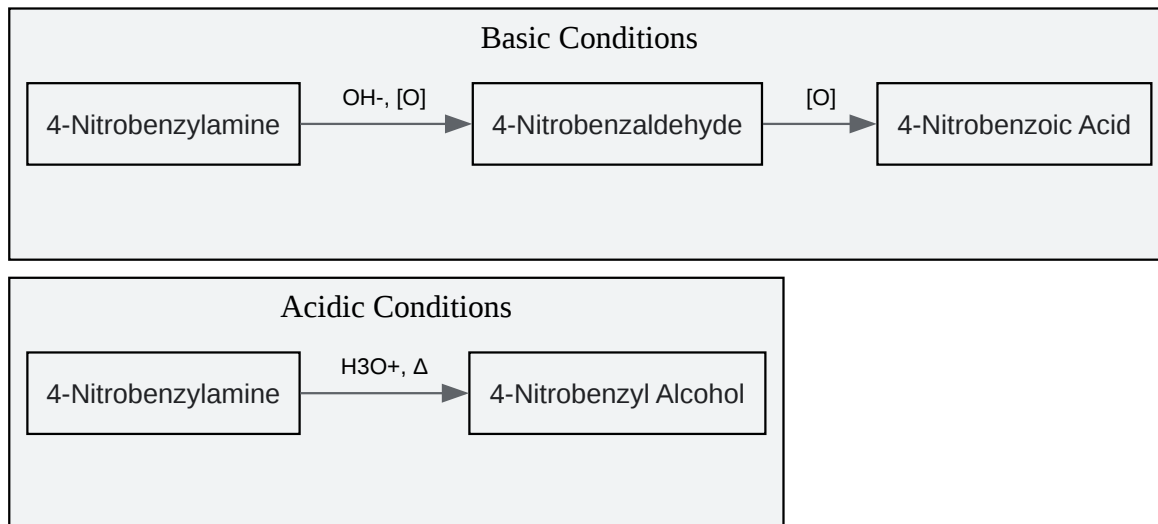 Basic Conditions
4-Nitrobenzylamine
OH-, [O]
4-Nitrobenzaldehyde
[O]
4-Nitrobenzoic Acid
Acidic Conditions
4-Nitrobenzylamine
H3O+, Δ
4-Nitrobenzyl Alcohol